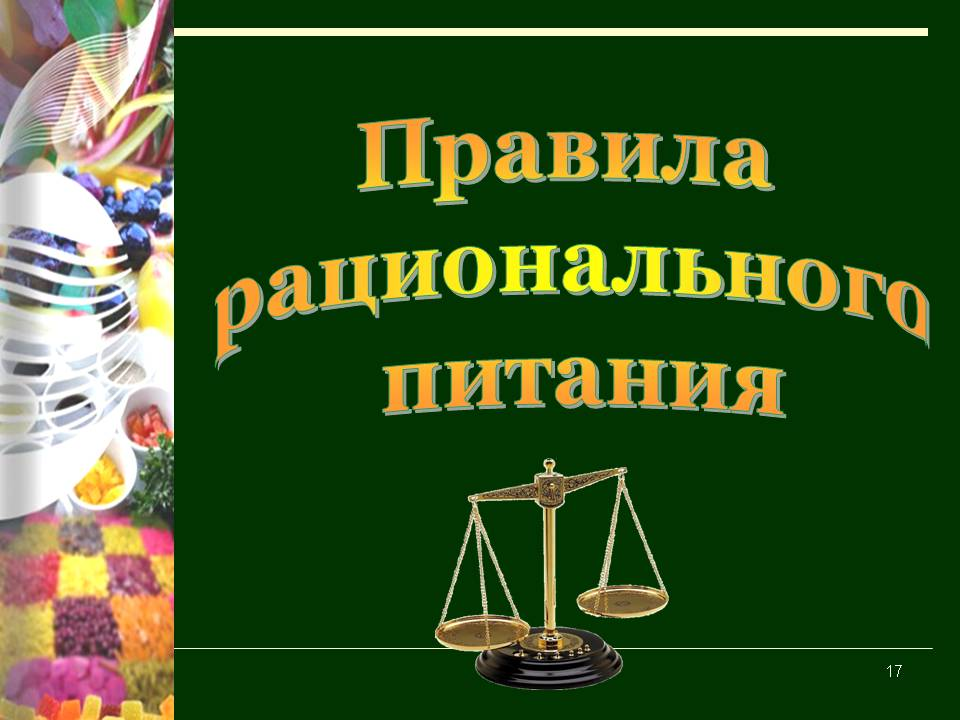 Правила
рационального
питания
17